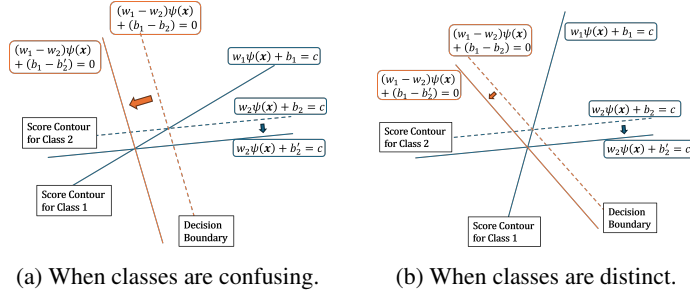 (w₁ − w₂)ψ(𝒙)
+ (b₁ − b₂) = 0
(w₁ − w₂)ψ(𝒙)
+ (b₁ − b₂′) = 0
w₁ψ(𝒙) + b₁ = c
w₂ψ(𝒙) + b₂ = c
w₂ψ(𝒙) + b₂′ = c
Score Contour
for Class 2
Score Contour
for Class 1
Decision
Boundary
(a) When classes are confusing.
(w₁ − w₂)ψ(𝒙)
+ (b₁ − b₂) = 0
(w₁ − w₂)ψ(𝒙)
+ (b₁ − b₂′) = 0
w₁ψ(𝒙) + b₁ = c
w₂ψ(𝒙) + b₂ = c
w₂ψ(𝒙) + b₂′ = c
Score Contour
for Class 2
Score Contour
for Class 1
Decision
Boundary
(b) When classes are distinct.